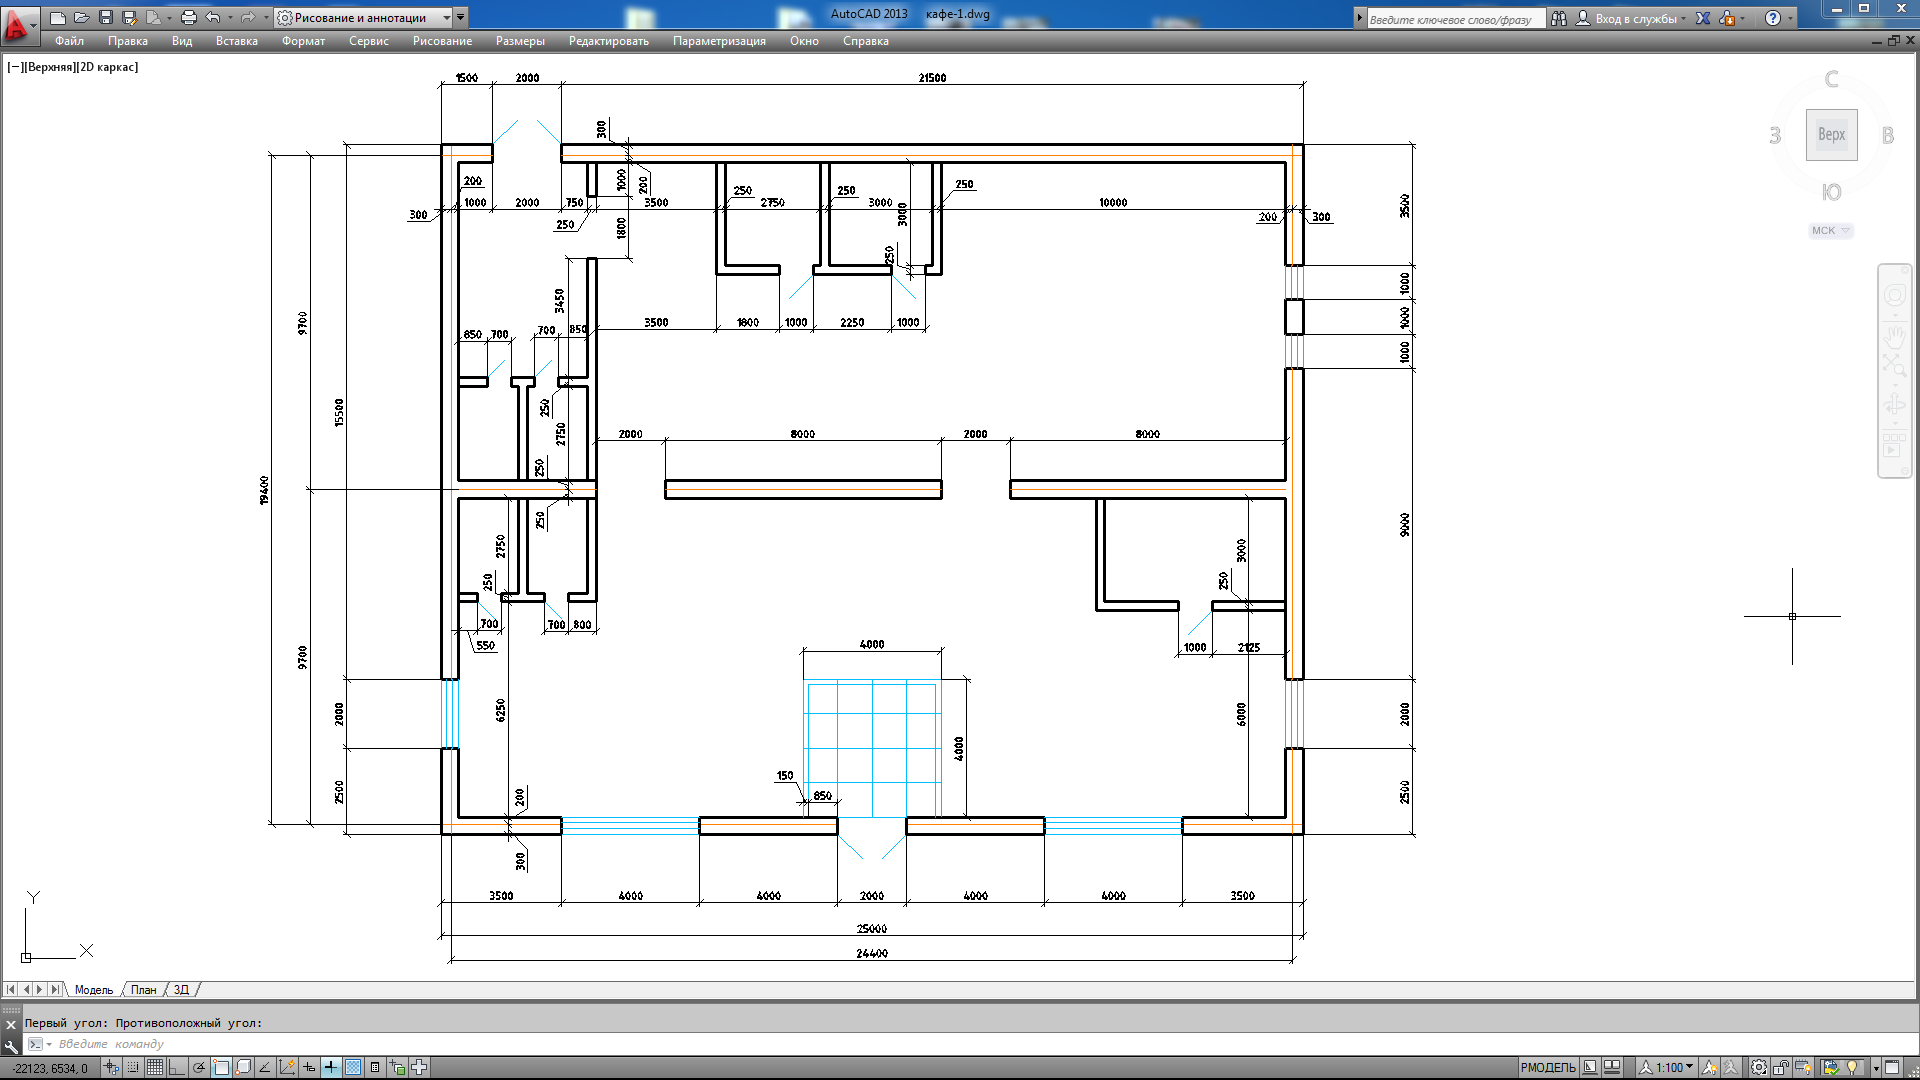 Рисование и аннотации
AutoCAD 2013 кафе-1.dwg
Введите ключевое слово/фразу
Вход в службы
Файл Правка Вид Вставка Формат Сервис Рисование Размеры Редактировать Параметризация Окно Справка
[−][Верхняя][2D каркас]
1500 2000 21500
С
З Верх В
Ю
МСК
300
200 1000 200
300 1000 2000 750 3500 250 2750 250 3000 250 10000 200 300
250 1800 3000 250
3500
1000
1000
1000
9700
3450
850 700 700 850 3500 1800 1000 2250 1000
15500
250
2750
2000 8000 2000 8000
250
19400
250
2750
250
9000
3000
250
700 700 800
550
1000 2125
9700
4000
6250
6000
2000
2000
4000
150
850
2500
200
2500
300
3500 4000 4000 2000 4000 4000 3500
25000
24400
Y
X
Модель План 3Д
Первый угол: Противоположный угол:
Введите команду
-22123, 6534, 0
РМОДЕЛЬ 1:100